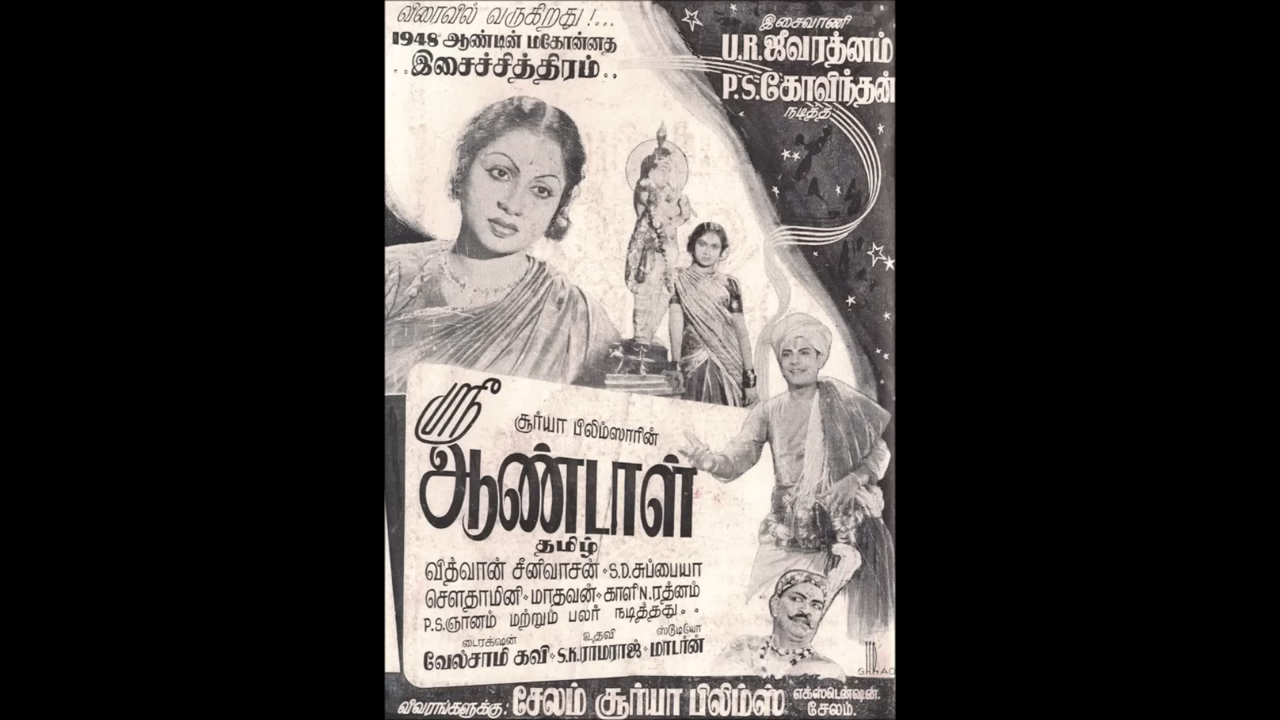 விரைவில் வருகிறது!...
1948 ஆண்டின் மகோன்னத
..இசைச்சித்திரம்..
இசைவாணி
U.R.ஜீவரத்னம்
P.S.கோவிந்தன்
நடித்த
ஸ்ரீ
சூர்யா பிலிம்ஸாரின்
ஆண்டாள்
தமிழ்
வித்வான் சீனிவாசன்·S.D.சுப்பையா
சௌதாமினி·மாதவன்·காளி N.ரத்னம்
P.S.ஞானம் மற்றும் பலர் நடித்தது..
டைரக்‌ஷன் உதவி ஸ்டூடியோ
வேல்சாமி கவி·S.K.ராமராஜ்·மாடர்ன்
விவரங்களுக்கு: சேலம் சூர்யா பிலிம்ஸ் எக்ஸ்டென்ஷன்.
சேலம்.